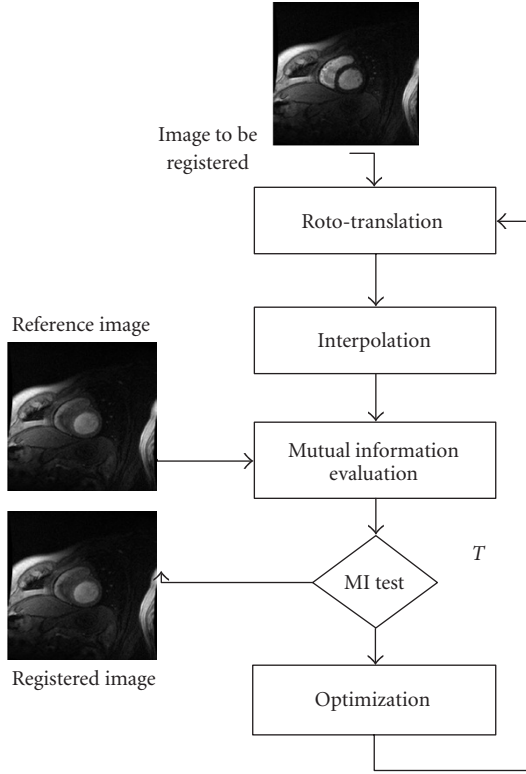 Image to be
registered
Roto-translation
Reference image
Interpolation
Mutual information
evaluation
T
MI test
Registered image
Optimization